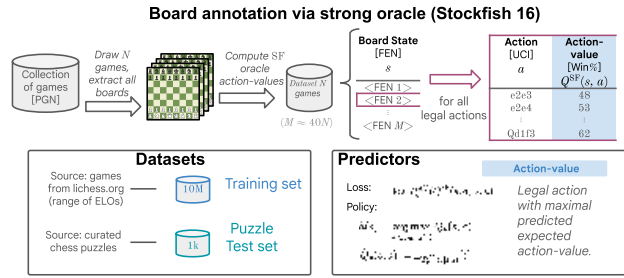 Board annotation via strong oracle (Stockfish 16)
Collection
of games
[PGN]
Draw N
games,
extract all
boards
Compute SF
oracle
action-values
Dataset N
games
(M ≈ 40N)
Board State
[FEN]
s
<FEN 1>
<FEN 2>
⋮
<FEN M>
for all
legal actions
Action
[UCI]
a
Action-
value
[Win%]
Q^SF(s, a)
e2e3 48
e2e4 53
⋮ ⋮
Qd1f3 62
Datasets
Source: games
from lichess.org
(range of ELOs)
10M
Training set
Source: curated
chess puzzles
1k
Puzzle
Test set
Predictors
Action-value
Loss:
Policy:
Legal action
with maximal
predicted
expected
action-value.